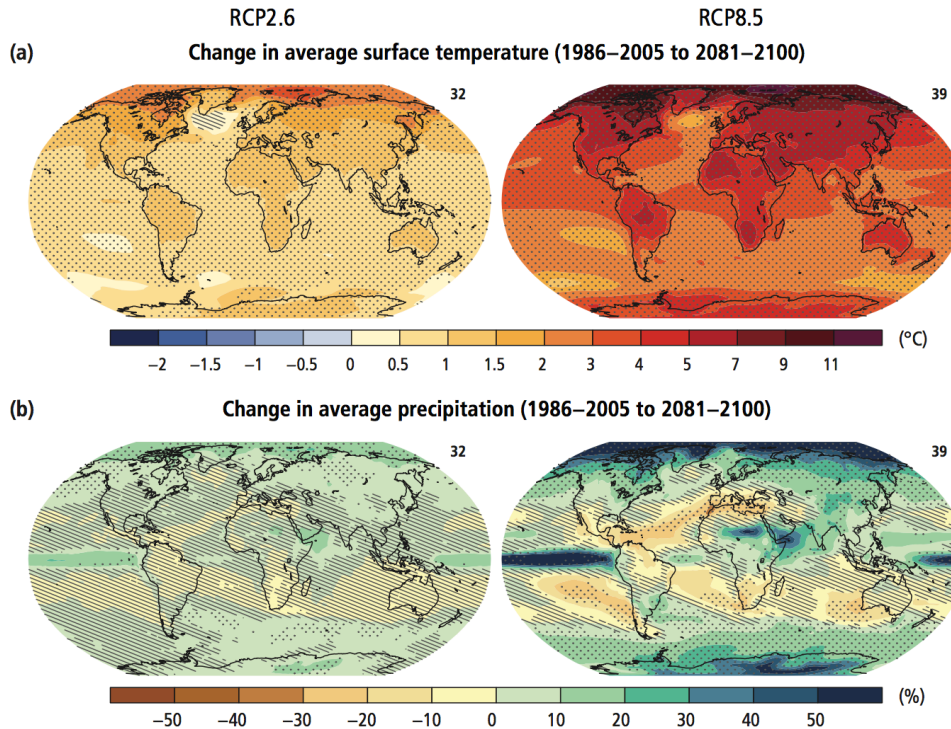 RCP2.6 RCP8.5
(a) Change in average surface temperature (1986–2005 to 2081–2100)
32 39
−2 −1.5 −1 −0.5 0 0.5 1 1.5 2 3 4 5 7 9 11 (°C)
(b) Change in average precipitation (1986–2005 to 2081–2100)
32 39
−50 −40 −30 −20 −10 0 10 20 30 40 50 (%)